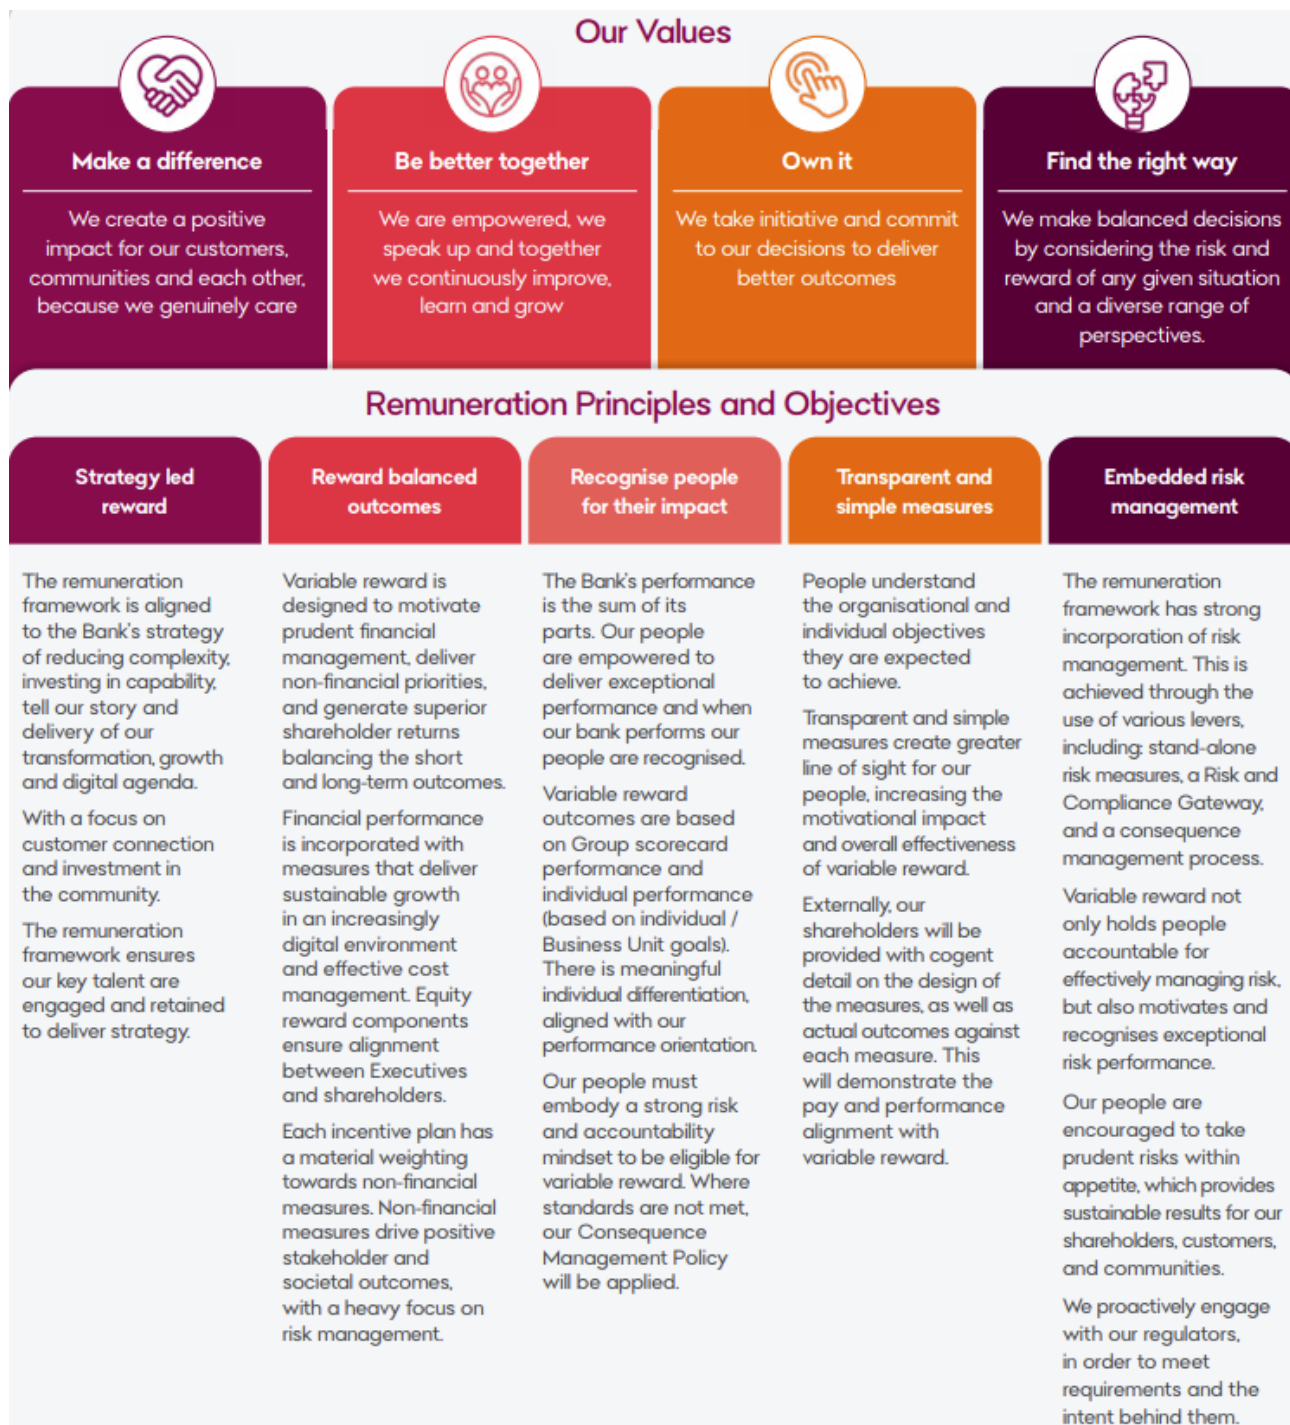 Our Values
Make a difference
We create a positive
impact for our customers,
communities and each other,
because we genuinely care
Be better together
We are empowered, we
speak up and together
we continuously improve,
learn and grow
Own it
We take initiative and commit
to our decisions to deliver
better outcomes
Find the right way
We make balanced decisions
by considering the risk and
reward of any given situation
and a diverse range of
perspectives.
Remuneration Principles and Objectives
Strategy led
reward
The remuneration
framework is aligned
to the Bank's strategy
of reducing complexity,
investing in capability,
tell our story and
delivery of our
transformation, growth
and digital agenda.
With a focus on
customer connection
and investment in
the community.
The remuneration
framework ensures
our key talent are
engaged and retained
to deliver strategy.
Reward balanced
outcomes
Variable reward is
designed to motivate
prudent financial
management, deliver
non-financial priorities,
and generate superior
shareholder returns
balancing the short
and long-term outcomes.
Financial performance
is incorporated with
measures that deliver
sustainable growth
in an increasingly
digital environment
and effective cost
management. Equity
reward components
ensure alignment
between Executives
and shareholders.
Each incentive plan has
a material weighting
towards non-financial
measures. Non-financial
measures drive positive
stakeholder and
societal outcomes,
with a heavy focus on
risk management.
Recognise people
for their impact
The Bank's performance
is the sum of its
parts. Our people
are empowered to
deliver exceptional
performance and when
our bank performs our
people are recognised.
Variable reward
outcomes are based
on Group scorecard
performance and
individual performance
(based on individual /
Business Unit goals).
There is meaningful
individual differentiation,
aligned with our
performance orientation.
Our people must
embody a strong risk
and accountability
mindset to be eligible for
variable reward. Where
standards are not met,
our Consequence
Management Policy
will be applied.
Transparent and
simple measures
People understand
the organisational and
individual objectives
they are expected
to achieve.
Transparent and simple
measures create greater
line of sight for our
people, increasing the
motivational impact
and overall effectiveness
of variable reward.
Externally, our
shareholders will be
provided with cogent
detail on the design of
the measures, as well as
actual outcomes against
each measure. This
will demonstrate the
pay and performance
alignment with
variable reward.
Embedded risk
management
The remuneration
framework has strong
incorporation of risk
management. This is
achieved through the
use of various levers,
including: stand-alone
risk measures, a Risk and
Compliance Gateway,
and a consequence
management process.
Variable reward not
only holds people
accountable for
effectively managing risk,
but also motivates and
recognises exceptional
risk performance.
Our people are
encouraged to take
prudent risks within
appetite, which provides
sustainable results for our
shareholders, customers,
and communities.
We proactively engage
with our regulators,
in order to meet
requirements and the
intent behind them.